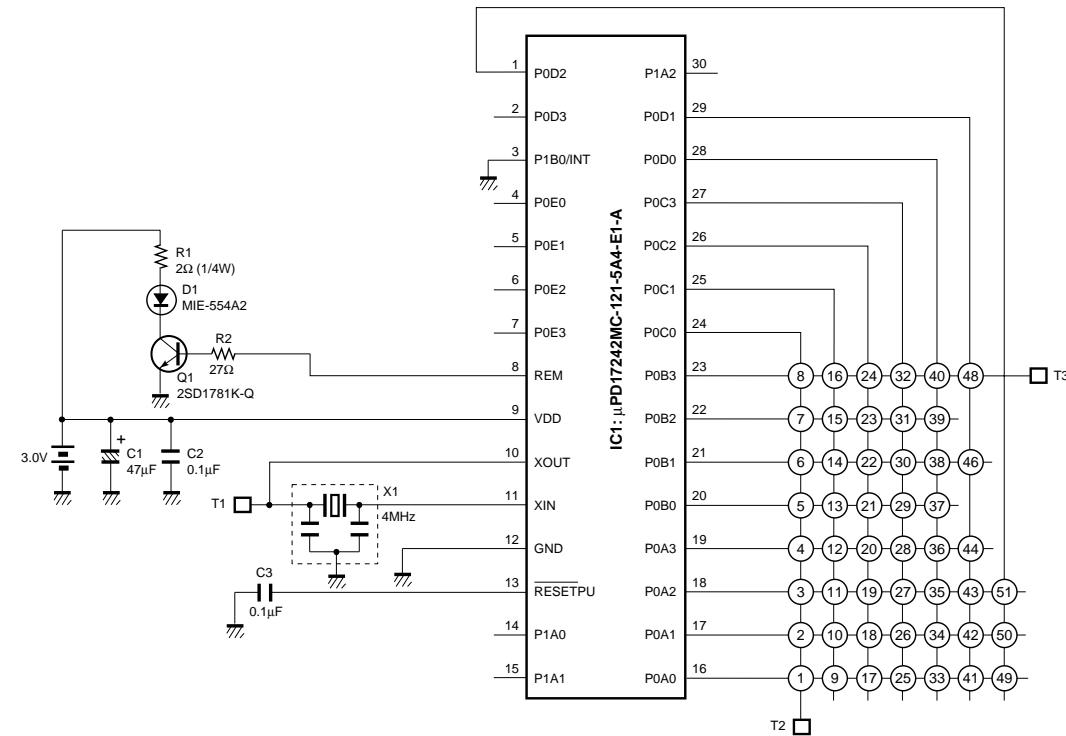 1 P0D2 P1A2 30
2 P0D3 P0D1 29
3 P1B0/INT P0D0 28
4 P0E0 P0C3 27
5 P0E1 P0C2 26
6 P0E2 P0C1 25
7 P0E3 P0C0 24
8 REM P0B3 23
9 VDD P0B2 22
10 XOUT P0B1 21
11 XIN P0B0 20
12 GND P0A3 19
13 RESETPU P0A2 18
14 P1A0 P0A1 17
15 P1A1 P0A0 16
IC1: μPD17242MC-121-5A4-E1-A
R1
2Ω (1/4W)
D1
MIE-554A2
R2
27Ω
Q1
2SD1781K-Q
3.0V
+
C1
47μF
C2
0.1μF
T1
X1
4MHz
C3
0.1μF
8 16 24 32 40 48
T3
7 15 23 31 39
6 14 22 30 38 46
5 13 21 29 37
4 12 20 28 36 44
3 11 19 27 35 43 51
2 10 18 26 34 42 50
1 9 17 25 33 41 49
T2